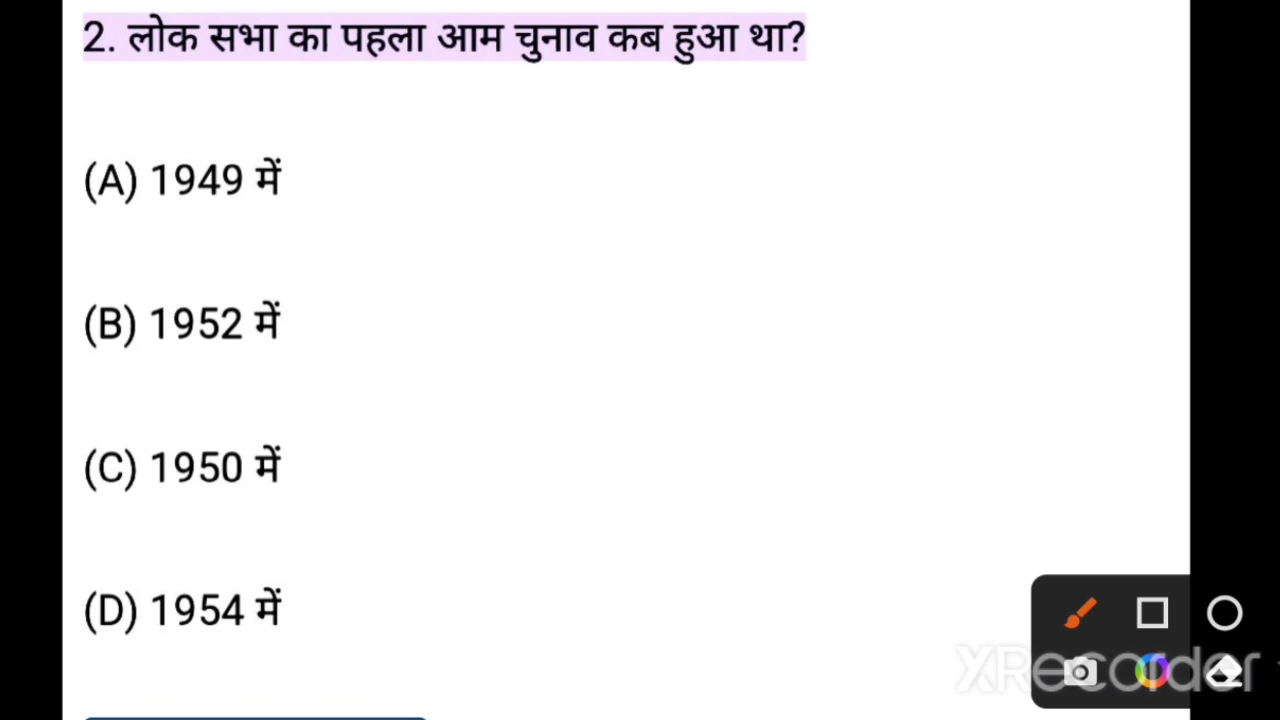 2. लोक सभा का पहला आम चुनाव कब हुआ था?
(A) 1949 में
(B) 1952 में
(C) 1950 में
(D) 1954 में
XRecorder